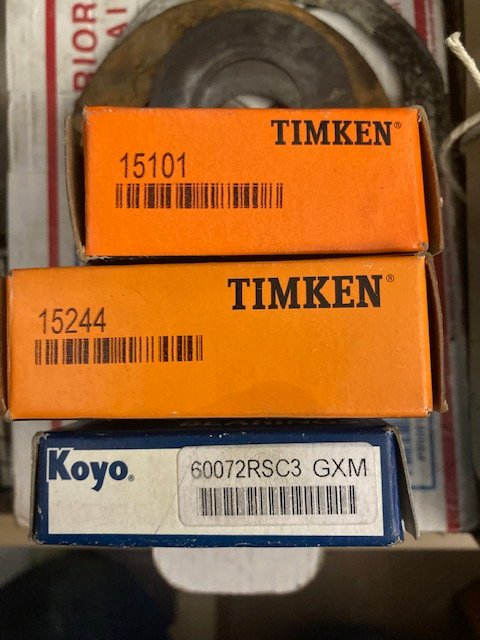 TIMKEN®
15101
TIMKEN®
15244
Koyo®
60072RSC3 GXM